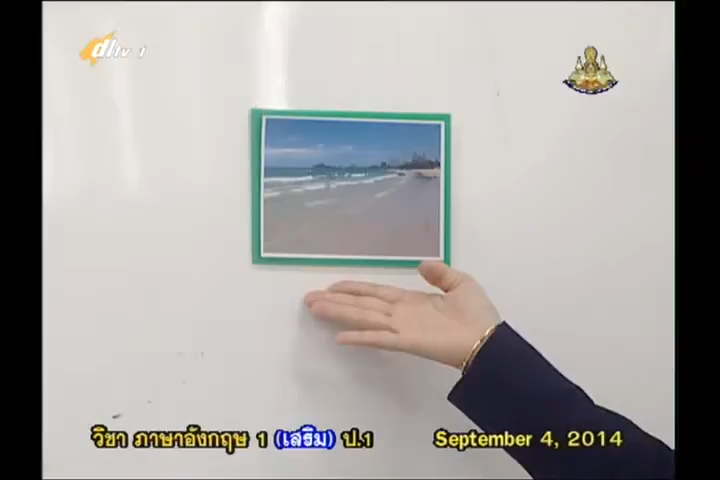 dltv 1
วิชา ภาษาอังกฤษ 1 (เสริม) ป.1
September 4, 2014